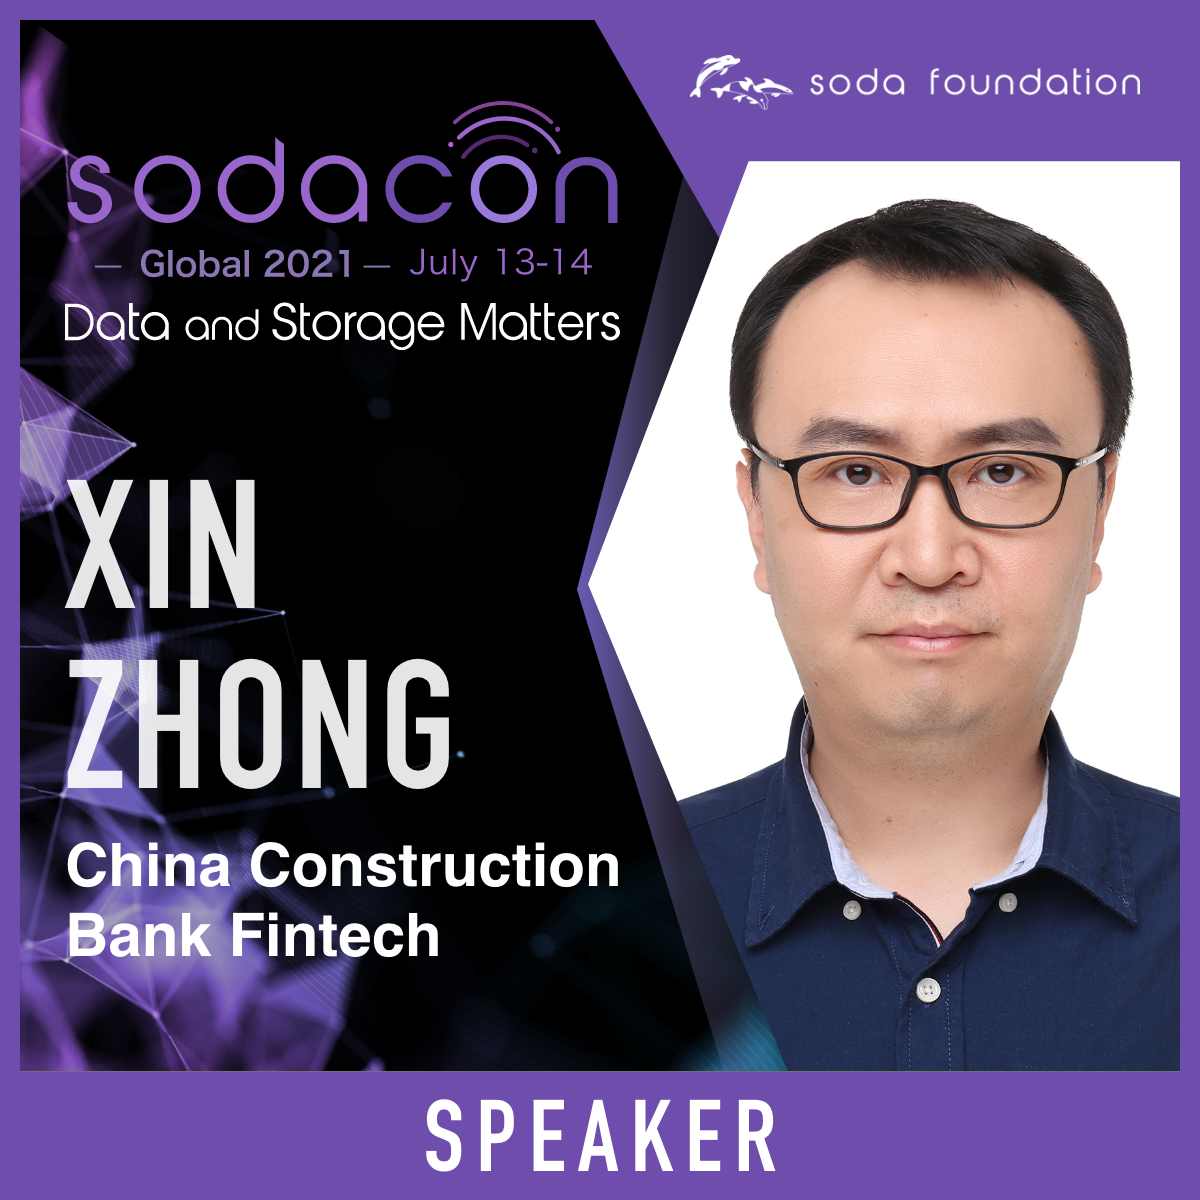 soda foundation
sodacon
— Global 2021 — July 13-14
Data and Storage Matters
XIN
ZHONG
China Construction
Bank Fintech
SPEAKER